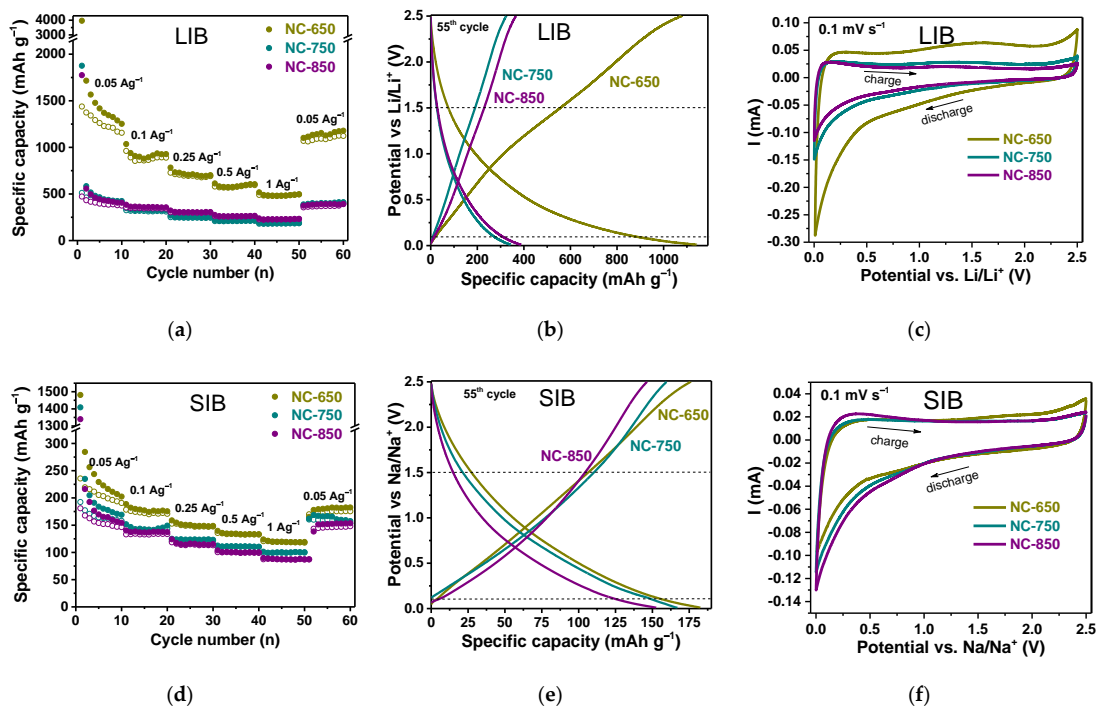 4000
3000
2000
1500
1000
500
0
0 10 20 30 40 50 60
Specific capacity (mAh g⁻¹)
Cycle number (n)
LIB
NC-650
NC-750
NC-850
0.05 Ag⁻¹
0.1 Ag⁻¹
0.25 Ag⁻¹
0.5 Ag⁻¹
1 Ag⁻¹
0.05 Ag⁻¹
(a)
2.5
2.0
1.5
1.0
0.5
0.0
0 200 400 600 800 1000
Potential vs Li/Li⁺ (V)
Specific capacity (mAh g⁻¹)
55th cycle
LIB
NC-750
NC-650
NC-850
(b)
0.10
0.05
0.00
-0.05
-0.10
-0.15
-0.20
-0.25
-0.30
0.0 0.5 1.0 1.5 2.0 2.5
I (mA)
Potential vs. Li/Li⁺ (V)
0.1 mV s⁻¹
LIB
charge
discharge
NC-650
NC-750
NC-850
(c)
1500
1400
1300
300
250
200
150
100
50
0
0 10 20 30 40 50 60
Specific capacity (mAh g⁻¹)
Cycle number (n)
SIB
NC-650
NC-750
NC-850
0.05 Ag⁻¹
0.1 Ag⁻¹
0.25 Ag⁻¹
0.5 Ag⁻¹
1 Ag⁻¹
0.05 Ag⁻¹
(d)
2.5
2.0
1.5
1.0
0.5
0.0
0 25 50 75 100 125 150 175
Potential vs Na/Na⁺ (V)
Specific capacity (mAh g⁻¹)
55th cycle
SIB
NC-650
NC-850
NC-750
(e)
0.04
0.02
0.00
-0.02
-0.04
-0.06
-0.08
-0.10
-0.12
-0.14
0.0 0.5 1.0 1.5 2.0 2.5
I (mA)
Potential vs. Na/Na⁺ (V)
0.1 mV s⁻¹
SIB
charge
discharge
NC-650
NC-750
NC-850
(f)